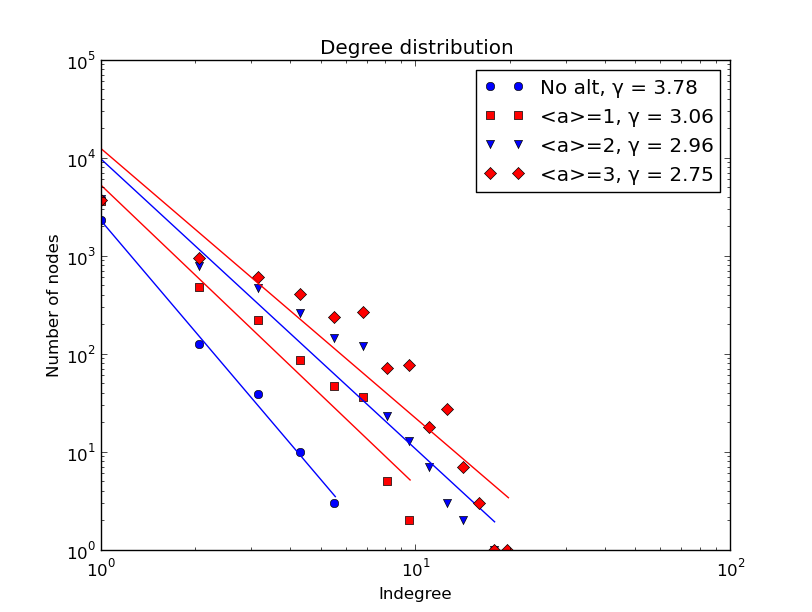 Degree distribution
No alt, γ = 3.78
<a>=1, γ = 3.06
<a>=2, γ = 2.96
<a>=3, γ = 2.75
10^5
10^4
10^3
10^2
10^1
10^0
Number of nodes
10^0 10^1 10^2
Indegree